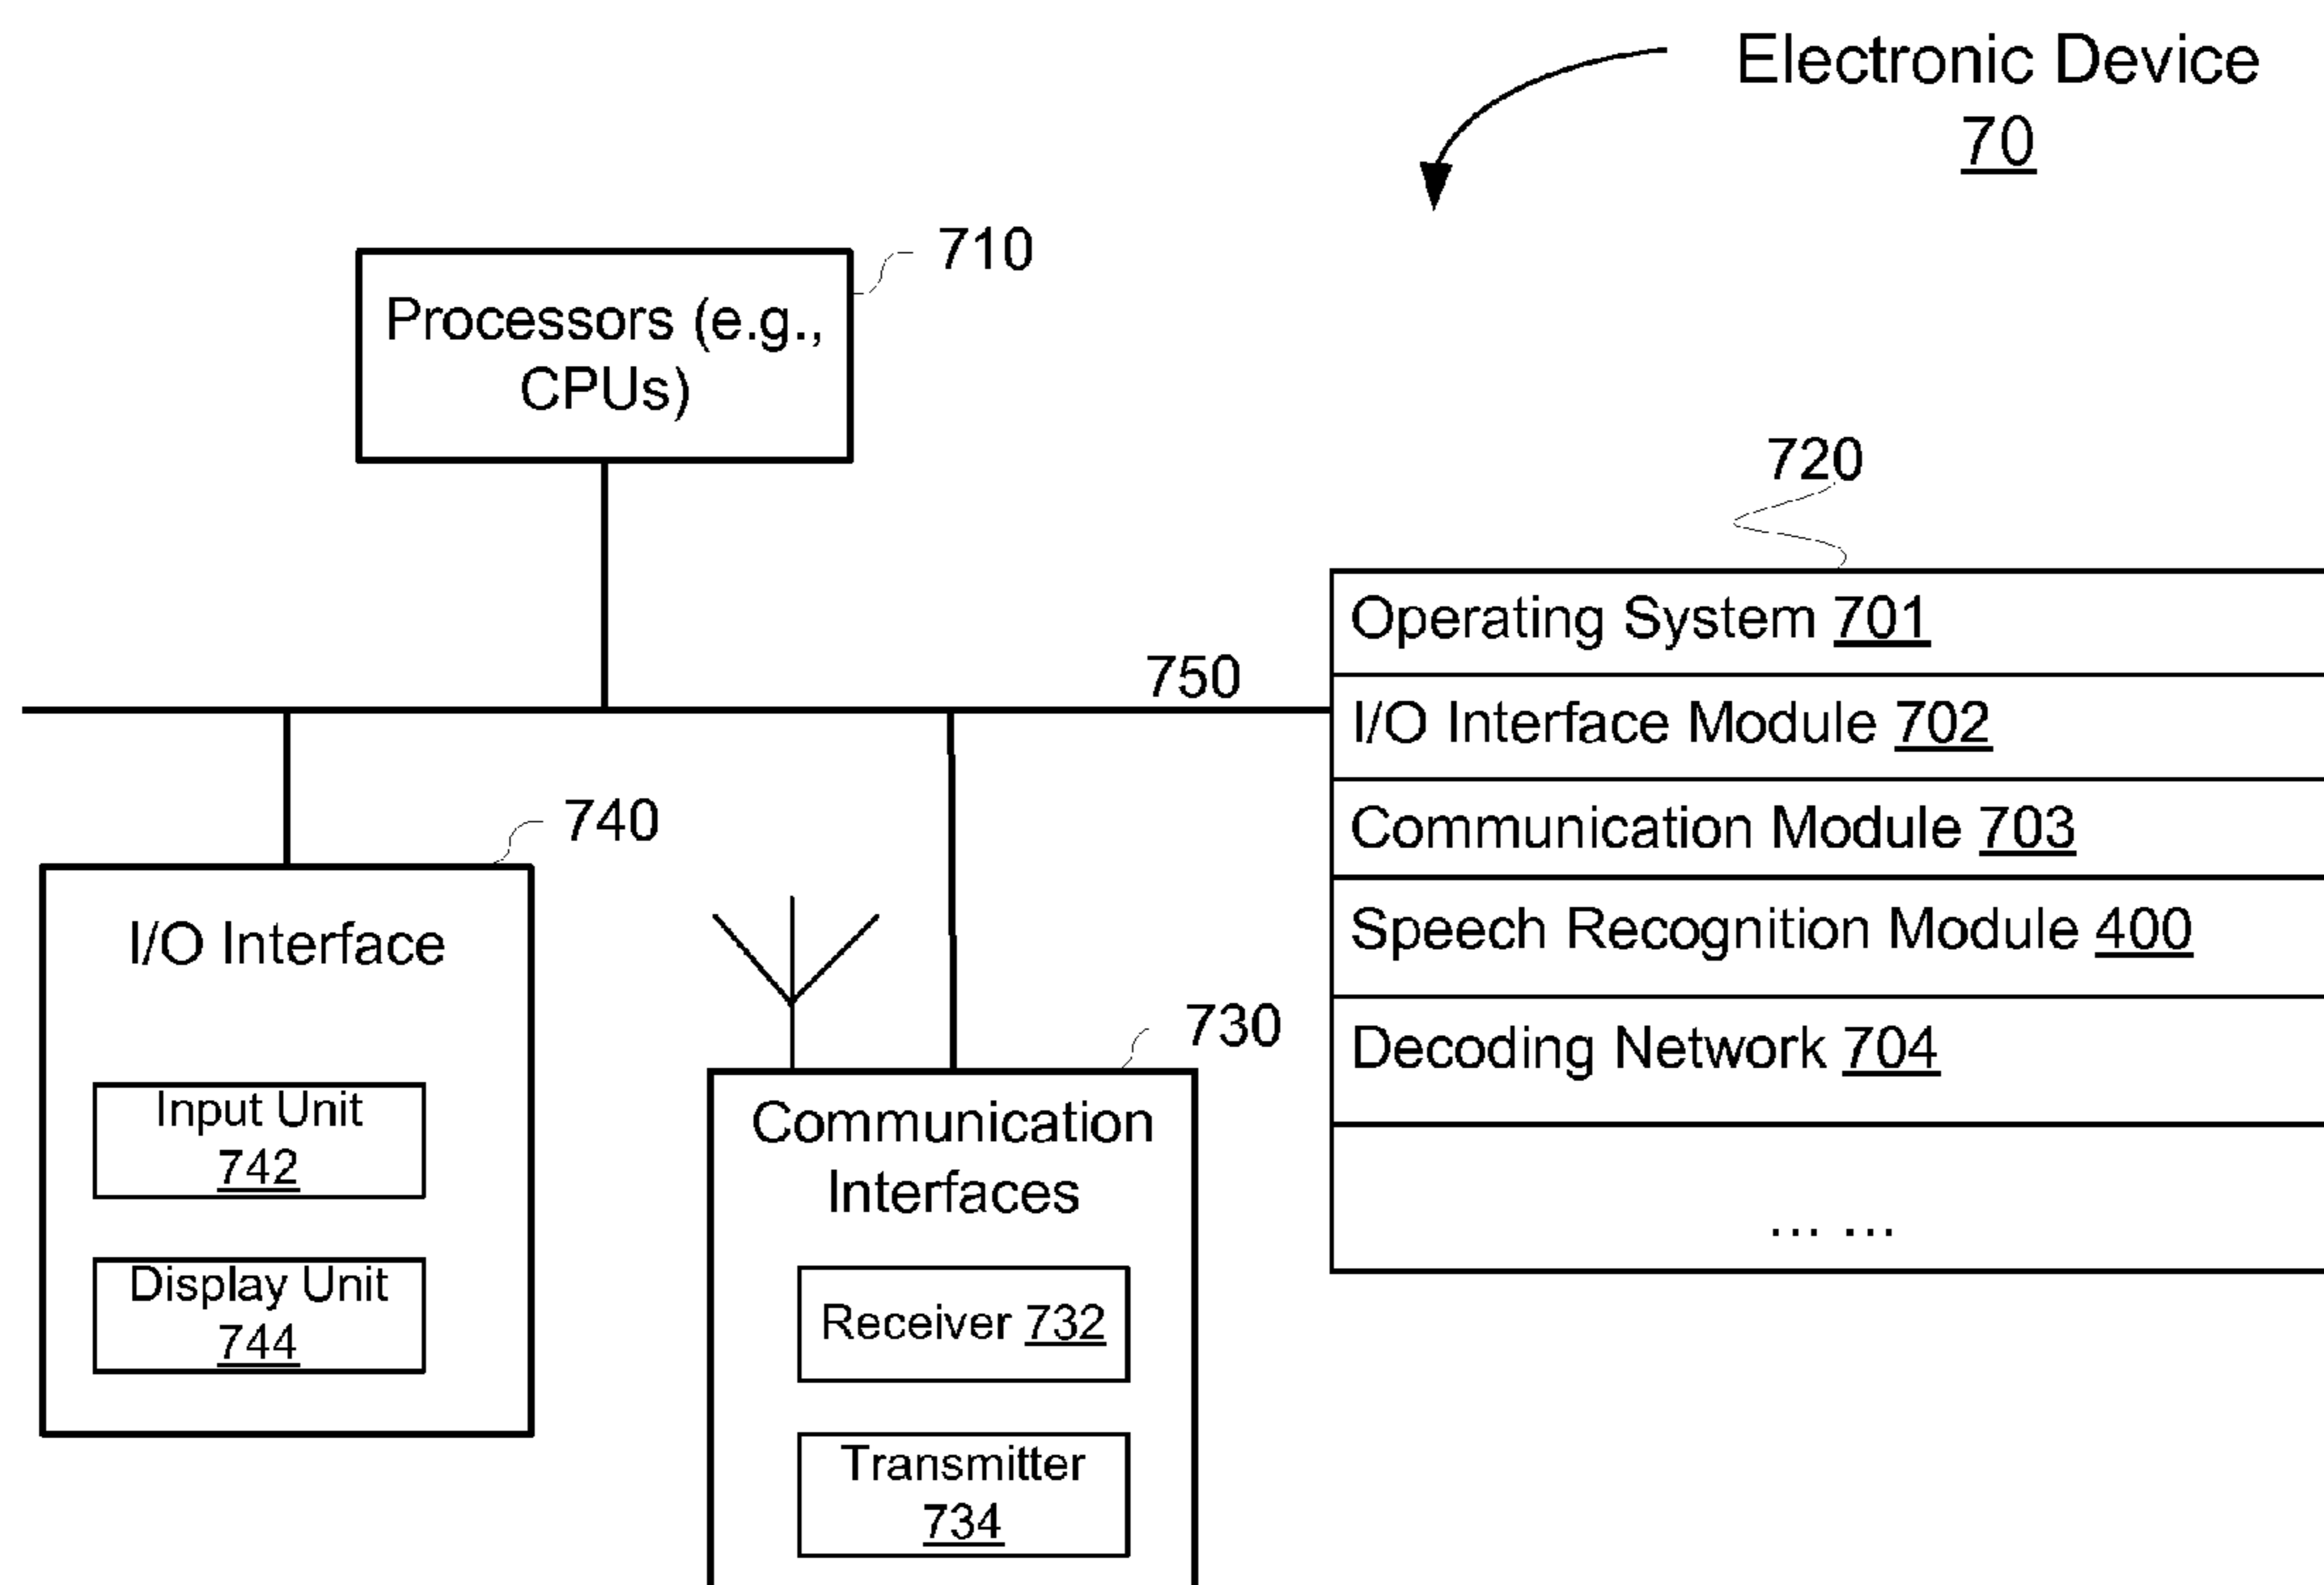 Electronic Device
70
710
Processors (e.g.,
CPUs)
720
Operating System 701
750
I/O Interface Module 702
740
Communication Module 703
I/O Interface
Speech Recognition Module 400
730
Decoding Network 704
Input Unit
742
Communication
Interfaces
... ...
Display Unit
744
Receiver 732
Transmitter
734